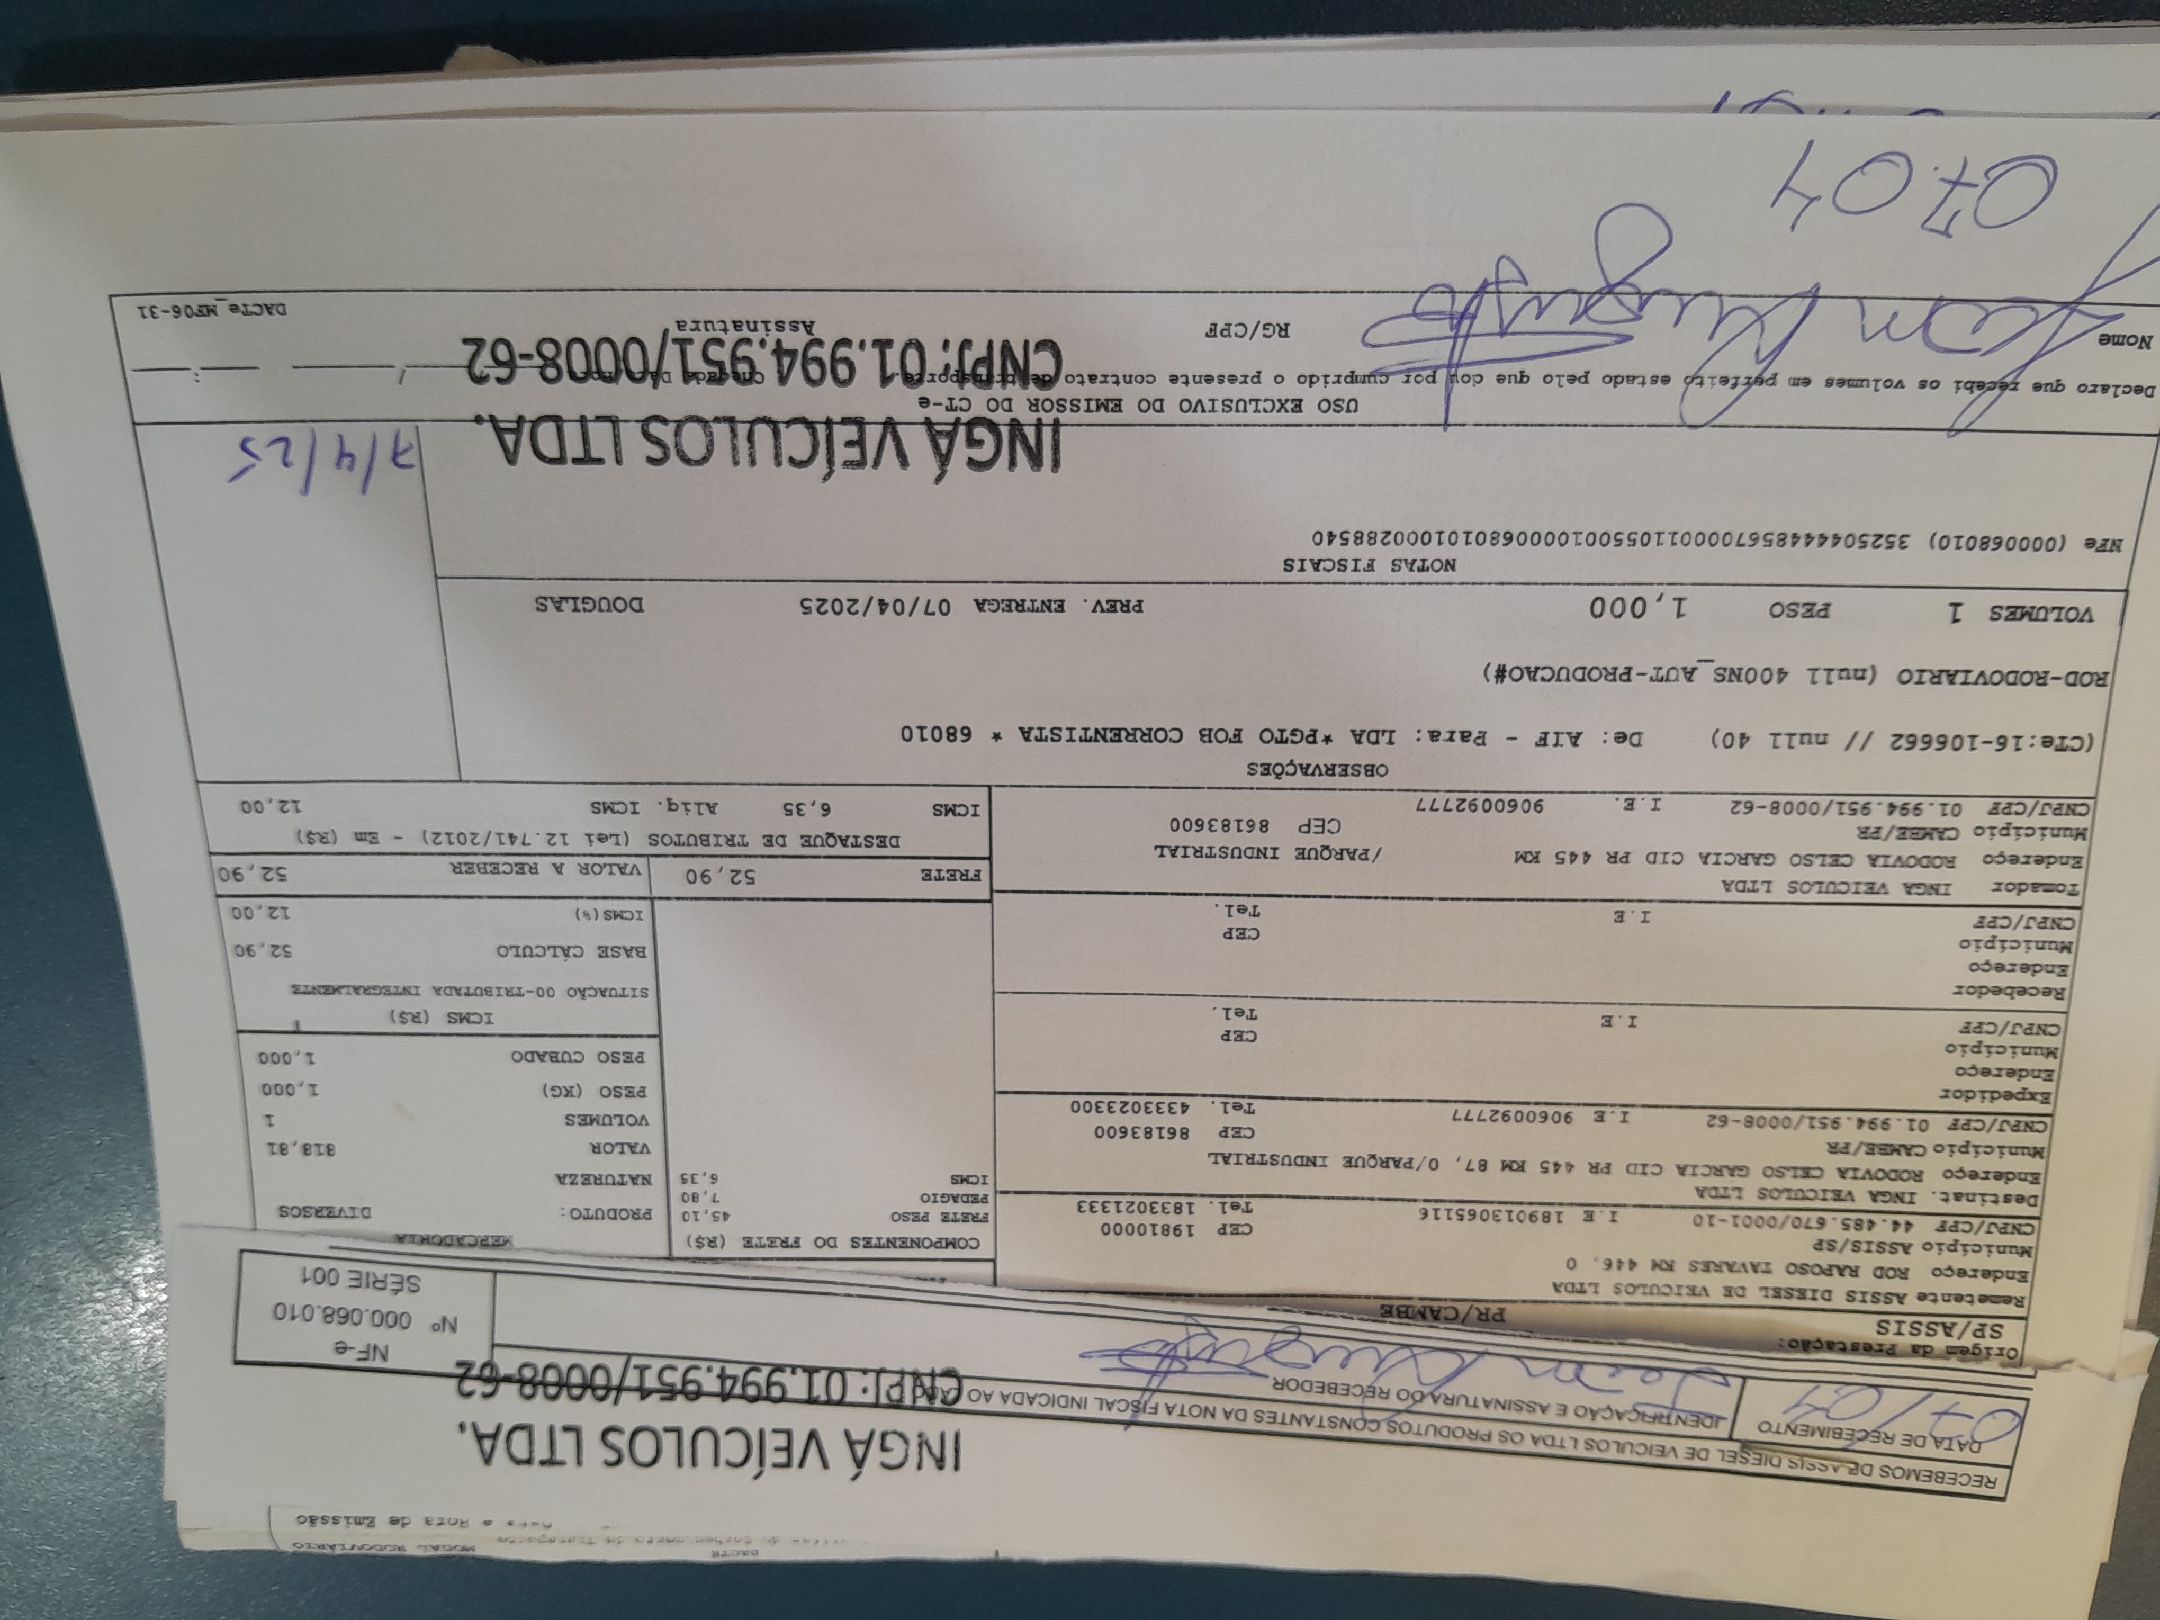 DACTE
MODAL RODOVIÁRIO
INGÁ VEÍCULOS LTDA.
CNPJ: 01.994.951/0008-62
RECEBEMOS DE ASSIS DIESEL DE VEICULOS LTDA OS PRODUTOS CONSTANTES DA NOTA FISCAL INDICADA AO
DATA DE RECEBIMENTO
IDENTIFICAÇÃO E ASSINATURA DO RECEBEDOR
07/04
NF-e
Nº 000.068.010
SÉRIE 001
Origem da Prestação:
SP/ASSIS
PR/CAMBE
Remetente ASSIS DIESEL DE VEICULOS LTDA
Endereço ROD RAPOSO TAVARES KM 446, 0
Município ASSIS/SP
CEP 19810000
CNPJ/CPF 44.485.670/0001-10 I.E 189013065116 Tel. 1833021333
Destinat. INGA VEICULOS LTDA
Endereço RODOVIA CELSO GARCIA CID PR 445 KM 87, 0/PARQUE INDUSTRIAL
Município CAMBE/PR
CEP 86183600
CNPJ/CPF 01.994.951/0008-62 I.E 9060092777 Tel. 4333023300
Expedidor
Endereço
Município
CEP
CNPJ/CPF I.E Tel.
Recebedor
Endereço
Município
CEP
CNPJ/CPF I.E Tel.
Tomador INGA VEICULOS LTDA
Endereço RODOVIA CELSO GARCIA CID PR 445 KM /PARQUE INDUSTRIAL
Município CAMBE/PR
CEP 86183600
CNPJ/CPF 01.994.951/0008-62 I.E. 9060092777
COMPONENTES DO FRETE (R$)
FRETE PESO 45,10
PEDAGIO 7,80
ICMS 6,35
MERCADORIA
PRODUTO: DIVERSOS
NATUREZA
VALOR 818,81
VOLUMES 1
PESO (KG) 1,000
PESO CUBADO 1,000
ICMS (R$)
SITUAÇÃO 00-TRIBUTADA INTEGRALMENTE
BASE CÁLCULO 52,90
ICMS(%) 12,00
FRETE 52,90
VALOR A RECEBER 52,90
DESTAQUE DE TRIBUTOS (Lei 12.741/2012) - Em (R$)
ICMS 6,35 Aliq. ICMS 12,00
OBSERVAÇÕES
(CTe:16-106662 // null 40) De: AIF - Para: LDA *PGTO FOB CORRENTISTA * 68010
ROD-RODOVIARIO (null 400NS_AUT-PRODUCAO#)
VOLUMES 1 PESO 1,000 PREV. ENTREGA 07/04/2025 DOUGLAS
NOTAS FISCAIS
NFe (000068010) 35250444485670000110550010000680101000288540
7/4/25
INGÁ VEÍCULOS LTDA.
CNPJ: 01.994.951/0008-62
USO EXCLUSIVO DO EMISSOR DO CT-e
Declaro que recebi os volumes em perfeito estado pelo que dou por cumprido o presente contrato de transporte.
Nome
RG/CPF
Assinatura
DACTe_MF06-31
07.04